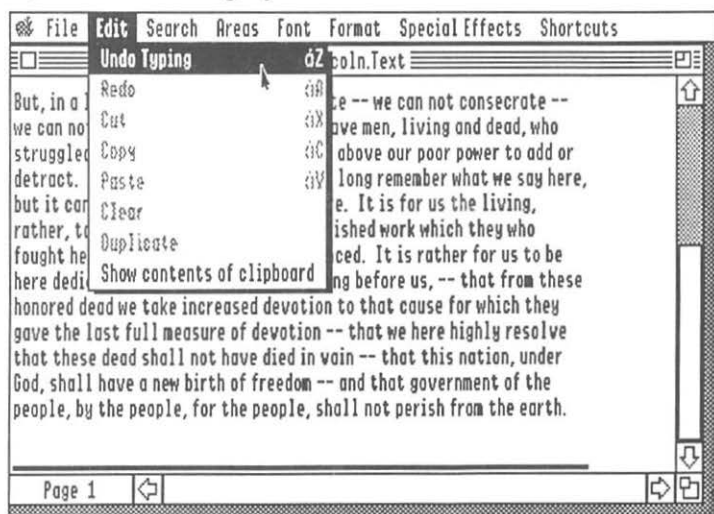 File Edit Search Areas Font Format Special Effects Shortcuts
coln.Text
Undo Typing Z
Redo A
Cut X
Copy C
Paste V
Clear
Duplicate
Show contents of clipboard
But, in a l te -- we can not consecrate --
we can no ave men, living and dead, who
struggled above our poor power to add or
detract. long remember what we say here,
but it can e. It is for us the living,
rather, to ished work which they who
fought he nced. It is rather for us to be
here dedic ng before us, -- that from these
honored dead we take increased devotion to that cause for which they
gave the last full measure of devotion -- that we here highly resolve
that these dead shall not have died in vain -- that this nation, under
God, shall have a new birth of freedom -- and that government of the
people, by the people, for the people, shall not perish from the earth.
Page 1